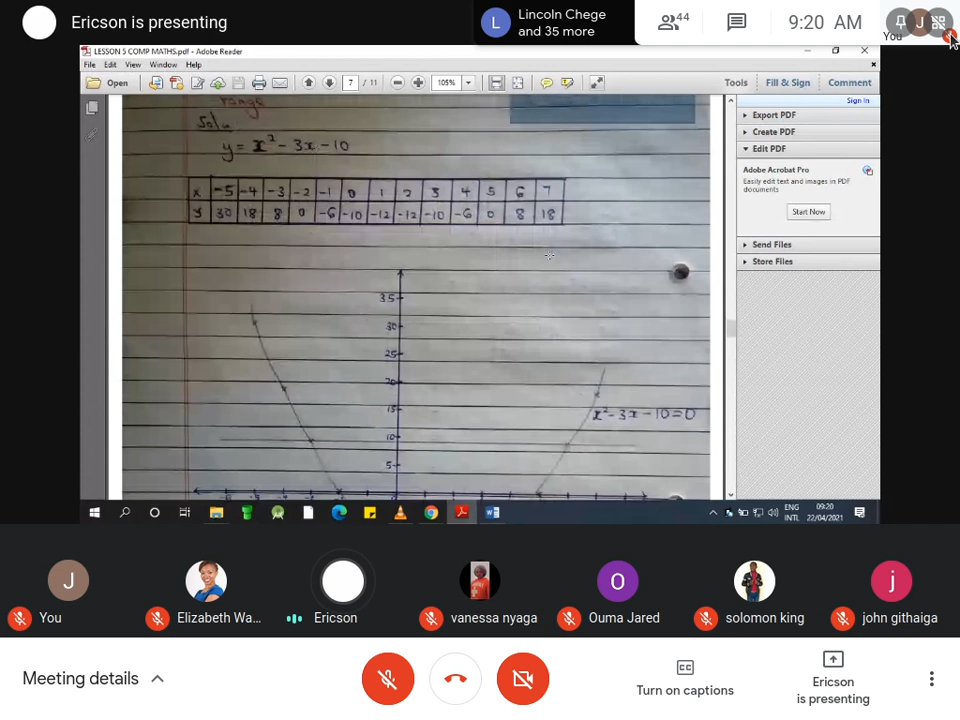 Ericson is presenting
L
Lincoln Chege
and 35 more
44
9:20 AM
J
You
LESSON 5 COMP MATHS.pdf - Adobe Reader
File Edit View Window Help
Open
7 / 11
105%
Tools
Fill & Sign
Comment
Sign In
Export PDF
Create PDF
Edit PDF
Adobe Acrobat Pro
Easily edit text and images in PDF
documents
Start Now
Send Files
Store Files
range
Soln
y = x² - 3x - 10
x -5 -4 -3 -2 -1 0 1 2 3 4 5 6 7
y 30 18 8 0 -6 -10 -12 -12 -10 -6 0 8 18
35
30
25
20
15
10
5
x²-3x-10=0
ENG
INTL
09:20
22/04/2021
J
You
Elizabeth Wa...
Ericson
vanessa nyaga
O
Ouma Jared
solomon king
j
john githaiga
Meeting details
Turn on captions
Ericson
is presenting